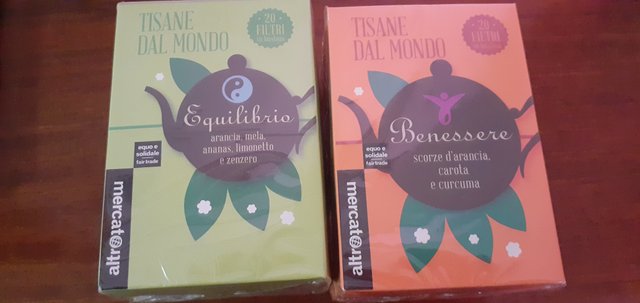 TISANE
DAL MONDO
20
FILTRI
Equilibrio
arancia, mela,
ananas, limonetto
e zenzero
equo e
solidale
fair trade
altromercato
TISANE
DAL MONDO
20
FILTRI
Benessere
scorze d'arancia,
carota
e curcuma
equo e
solidale
fair trade
altromercato